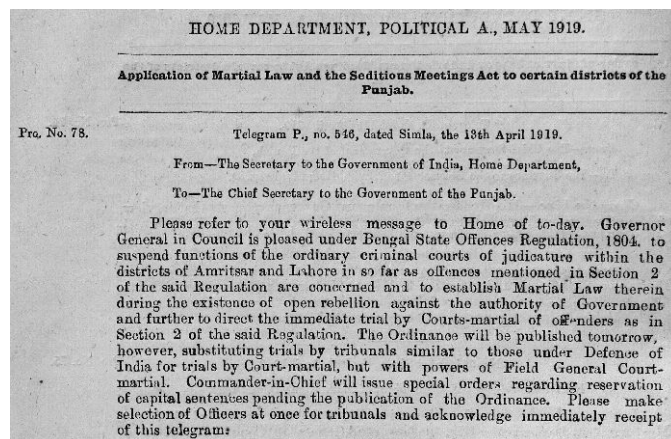 HOME DEPARTMENT, POLITICAL A., MAY 1919.
Application of Martial Law and the Seditious Meetings Act to certain districts of the
Punjab.
Pro. No. 78.
Telegram P., no. 546, dated Simla, the 13th April 1919.
From—The Secretary to the Government of India, Home Department,
To—The Chief Secretary to the Government of the Punjab.
Please refer to your wireless message to Home of to-day. Governor
General in Council is pleased under Bengal State Offences Regulation, 1804, to
suspend functions of the ordinary criminal courts of judicature within the
districts of Amritsar and Lahore in so far as offences mentioned in Section 2
of the said Regulation are concerned and to establish Martial Law therein
during the existence of open rebellion against the authority of Government
and further to direct the immediate trial by Courts-martial of offenders as in
Section 2 of the said Regulation. The Ordinance will be published tomorrow,
however, substituting trials by tribunals similar to those under Defence of
India for trials by Court-martial, but with powers of Field General Court-
martial. Commander-in-Chief will issue special orders regarding reservation
of capital sentences pending the publication of the Ordinance. Please make
selection of Officers at once for tribunals and acknowledge immediately receipt
of this telegram: